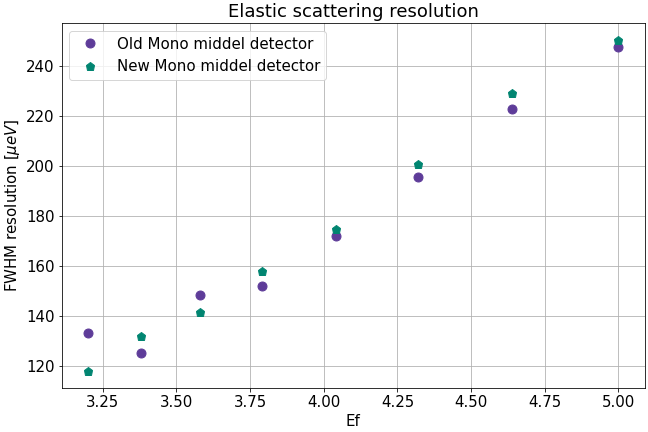 Elastic scattering resolution
Old Mono middel detector
New Mono middel detector
FWHM resolution [μeV]
240
220
200
180
160
140
120
3.25 3.50 3.75 4.00 4.25 4.50 4.75 5.00
Ef